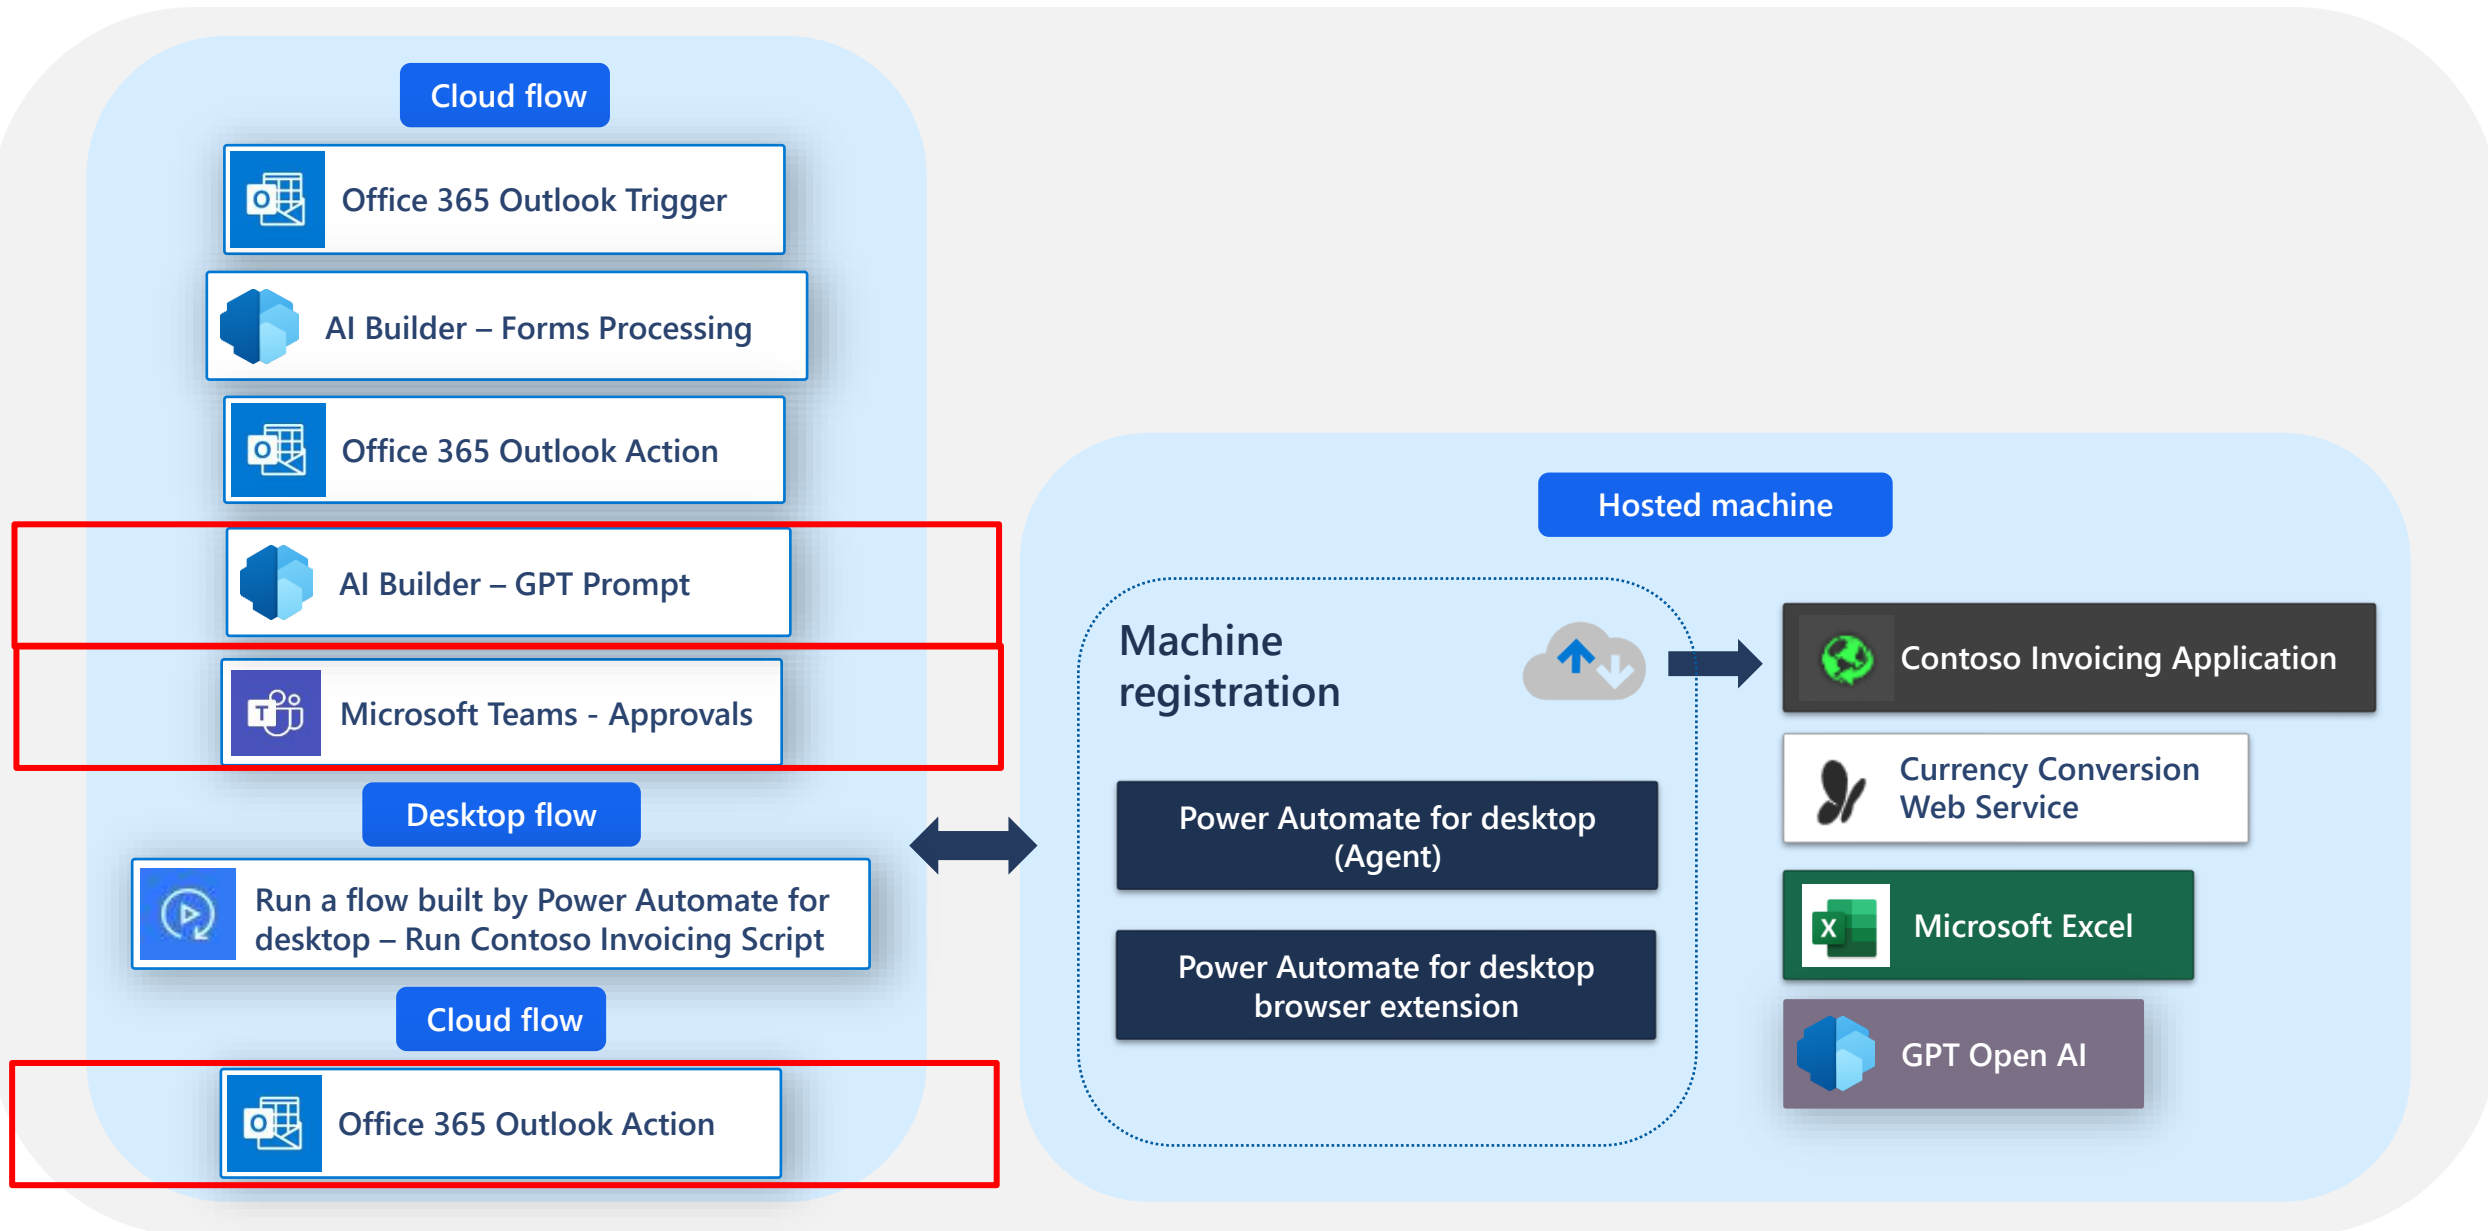 Cloud flow
Office 365 Outlook Trigger
AI Builder – Forms Processing
Office 365 Outlook Action
AI Builder – GPT Prompt
Microsoft Teams - Approvals
Desktop flow
Run a flow built by Power Automate for
desktop – Run Contoso Invoicing Script
Cloud flow
Office 365 Outlook Action
Hosted machine
Machine
registration
Power Automate for desktop
(Agent)
Power Automate for desktop
browser extension
Contoso Invoicing Application
Currency Conversion
Web Service
Microsoft Excel
GPT Open AI